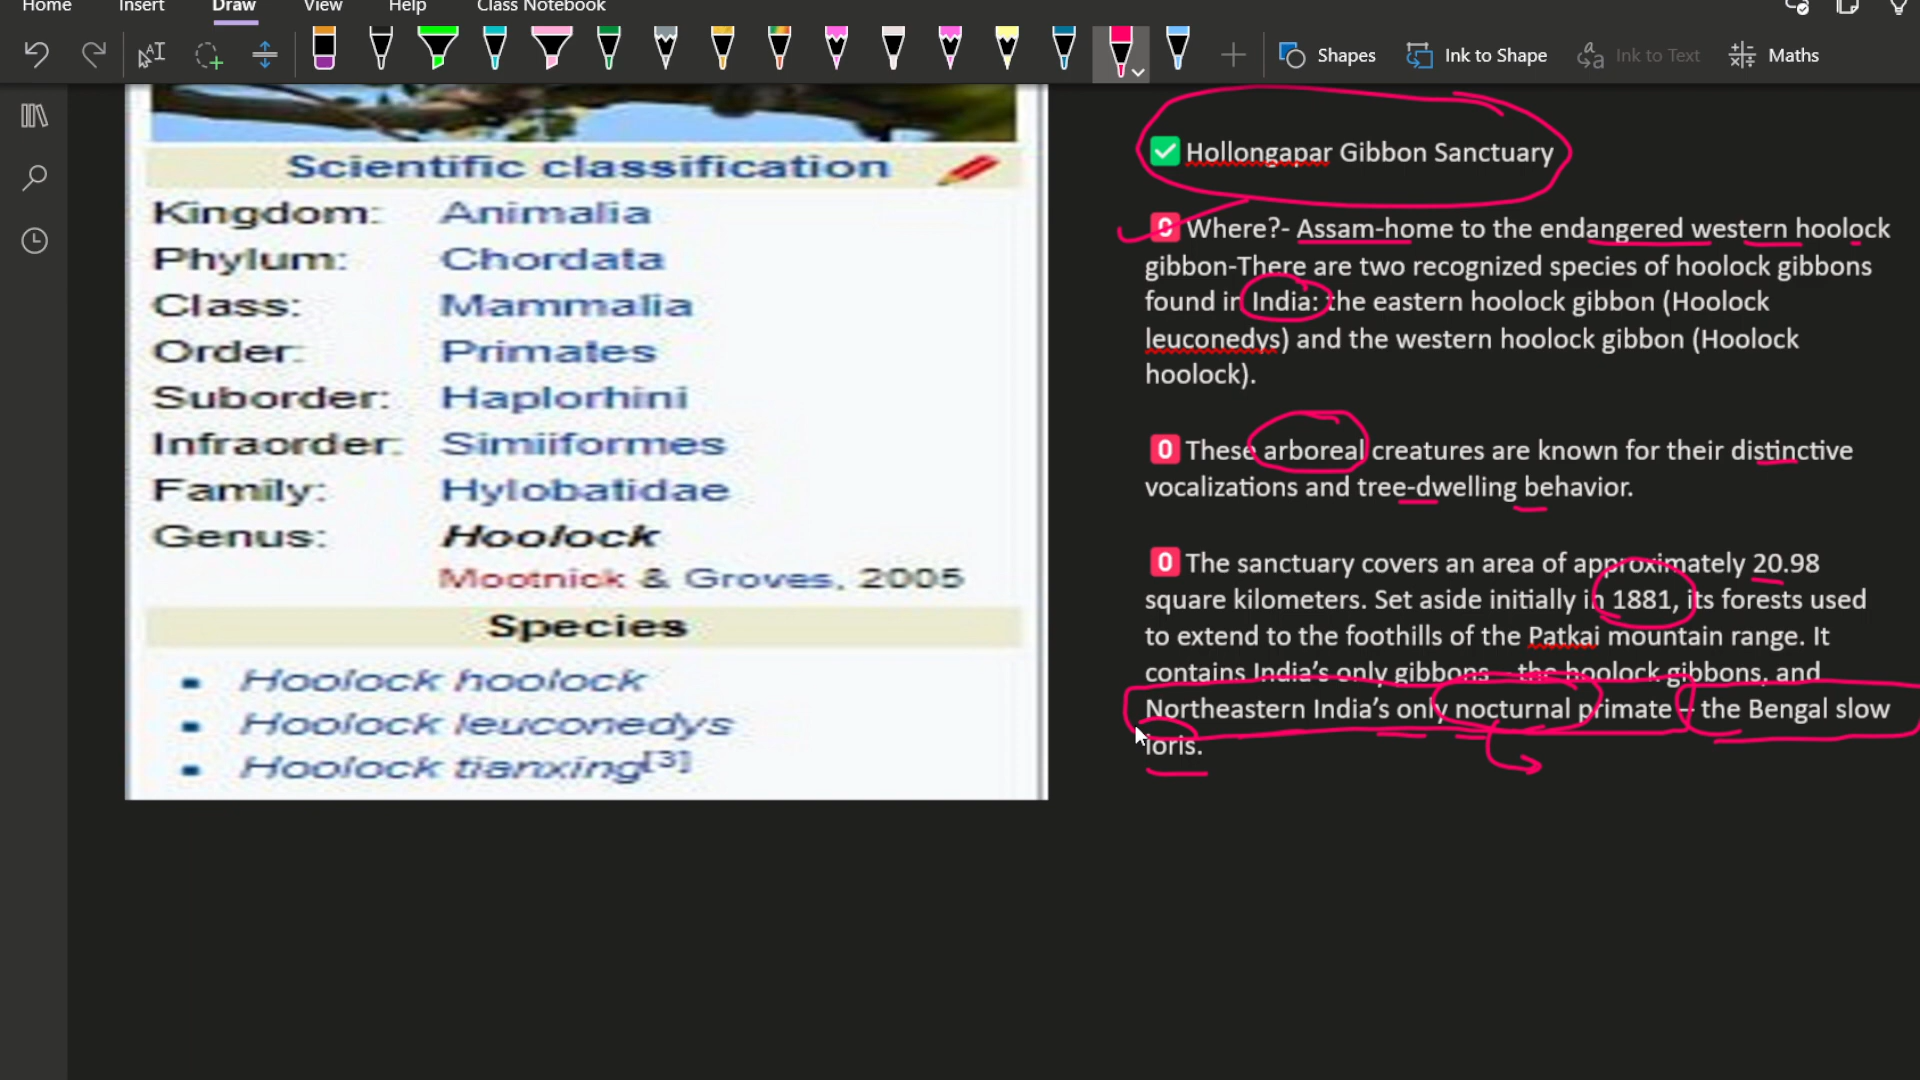 Home Insert Draw View Help Class Notebook
Shapes Ink to Shape Ink to Text Maths
Scientific classification
Kingdom: Animalia
Phylum: Chordata
Class: Mammalia
Order: Primates
Suborder: Haplorhini
Infraorder: Simiiformes
Family: Hylobatidae
Genus: Hoolock
Mootnick & Groves, 2005
Species
• Hoolock hoolock
• Hoolock leuconedys
• Hoolock tianxing[3]
✅ Hollongapar Gibbon Sanctuary
Where?- Assam-home to the endangered western hoolock
gibbon-There are two recognized species of hoolock gibbons
found in India: the eastern hoolock gibbon (Hoolock
leuconedys) and the western hoolock gibbon (Hoolock
hoolock).
0 These arboreal creatures are known for their distinctive
vocalizations and tree-dwelling behavior.
0 The sanctuary covers an area of approximately 20.98
square kilometers. Set aside initially in 1881, its forests used
to extend to the foothills of the Patkai mountain range. It
contains India's only gibbons – the hoolock gibbons, and
Northeastern India's only nocturnal primate – the Bengal slow
loris.